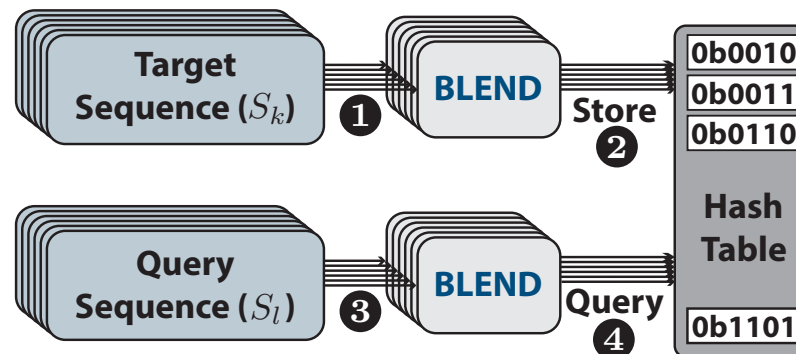 Target
Sequence (S_k)
1
BLEND
Store
2
0b0010
0b0011
0b0110
Hash
Table
0b1101
Query
Sequence (S_l)
3
BLEND
Query
4